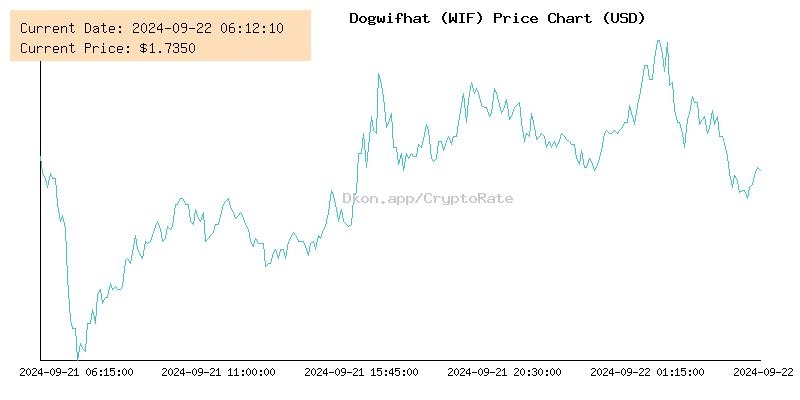 Dogwifhat (WIF) Price Chart (USD)
Current Date: 2024-09-22 06:12:10
Current Price: $1.7350
Dkon.app/CryptoRate
2024-09-21 06:15:00
2024-09-21 11:00:00
2024-09-21 15:45:00
2024-09-21 20:30:00
2024-09-22 01:15:00
2024-09-22